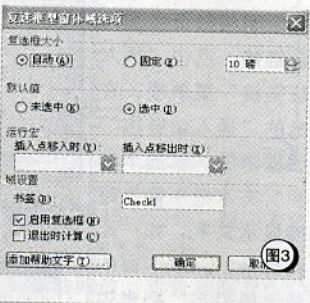 复选框型窗体域选项
复选框大小
自动(A) 固定(E): 10 磅
默认值
未选中(K) 选中(D)
运行宏
插入点移入时(Y): 插入点移出时(X):
域设置
书签(B) Check1
启用复选框(N)
退出时计算(C)
添加帮助文字(T)... 确定
图3